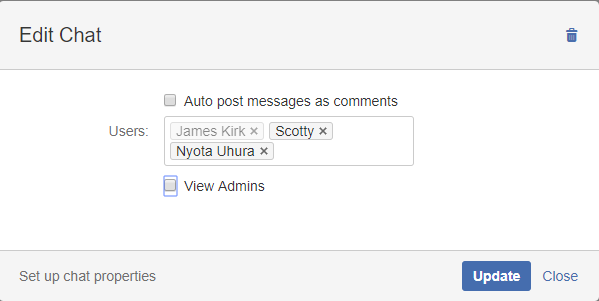 Edit Chat
Auto post messages as comments
Users:
James Kirk × Scotty ×
Nyota Uhura ×
View Admins
Set up chat properties
Update Close